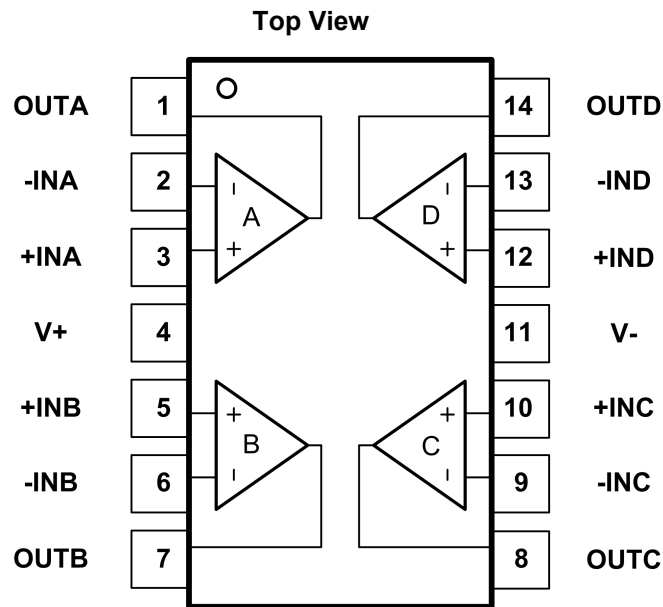 Top View
OUTA 1 14 OUTD
-INA 2 - - 13 -IND
A D
+INA 3 + + 12 +IND
V+ 4 11 V-
+INB 5 + + 10 +INC
B C
-INB 6 - - 9 -INC
OUTB 7 8 OUTC